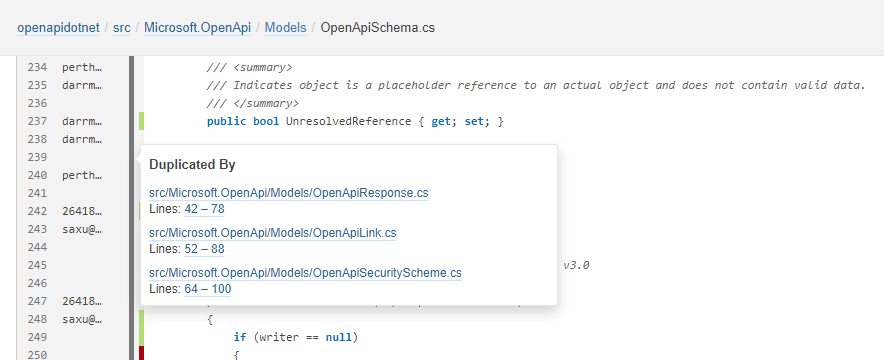 openapidotnet / src / Microsoft.OpenApi / Models / OpenApiSchema.cs
234 perth… /// <summary>
235 darrm… /// Indicates object is a placeholder reference to an actual object and does not contain valid data.
236 /// </summary>
237 darrm… public bool UnresolvedReference { get; set; }
238 darrm…
239
240 perth…
241
242 26418…
243 saxu@…
244
245 v3.0
246
247 26418…
248 saxu@… {
249 if (writer == null)
250 {
Duplicated By
src/Microsoft.OpenApi/Models/OpenApiResponse.cs
Lines: 42 – 78
src/Microsoft.OpenApi/Models/OpenApiLink.cs
Lines: 52 – 88
src/Microsoft.OpenApi/Models/OpenApiSecurityScheme.cs
Lines: 64 – 100